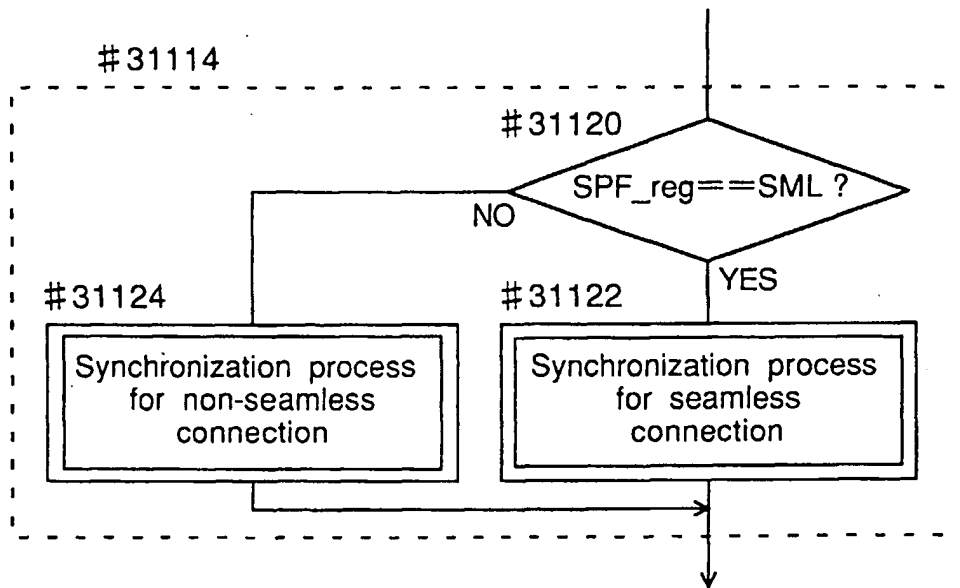 #31114
#31120
SPF_reg==SML ?
NO
YES
#31124
#31122
Synchronization process
for non-seamless
connection
Synchronization process
for seamless
connection